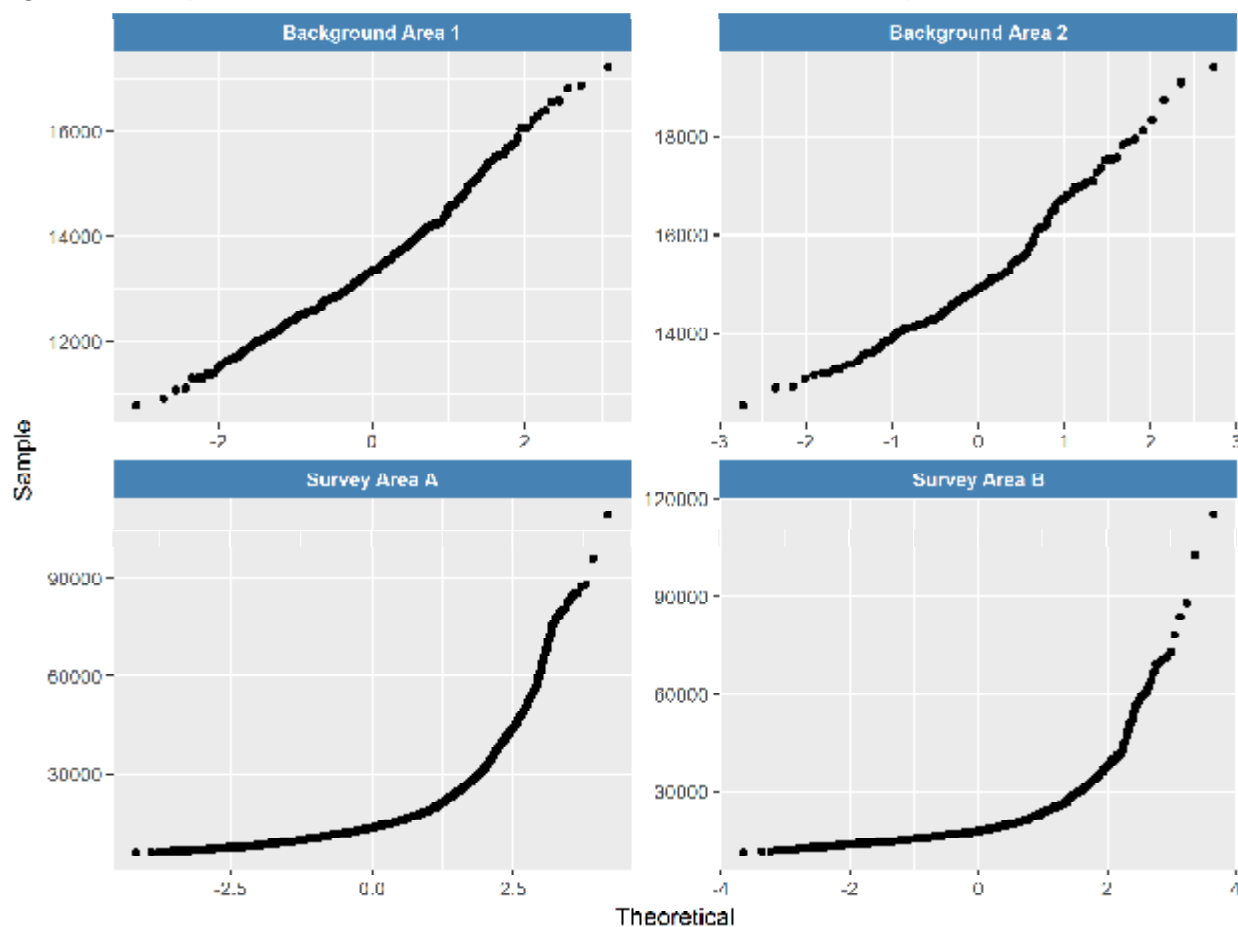 Background Area 1
Background Area 2
16000
14000
12000
18000
16000
14000
-2 0 2
-3 -2 -1 0 1 2 3
Sample
Survey Area A
Survey Area B
90000
60000
30000
120000
90000
60000
30000
-2.5 0.0 2.5
-4 -2 0 2 4
Theoretical